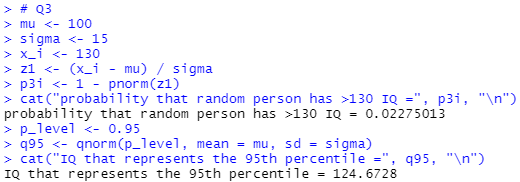 > # Q3
> mu <- 100
> sigma <- 15
> x_i <- 130
> z1 <- (x_i - mu) / sigma
> p3i <- 1 - pnorm(z1)
> cat("probability that random person has >130 IQ =", p3i, "\n")
probability that random person has >130 IQ = 0.02275013
> p_level <- 0.95
> q95 <- qnorm(p_level, mean = mu, sd = sigma)
> cat("IQ that represents the 95th percentile =", q95, "\n")
IQ that represents the 95th percentile = 124.6728